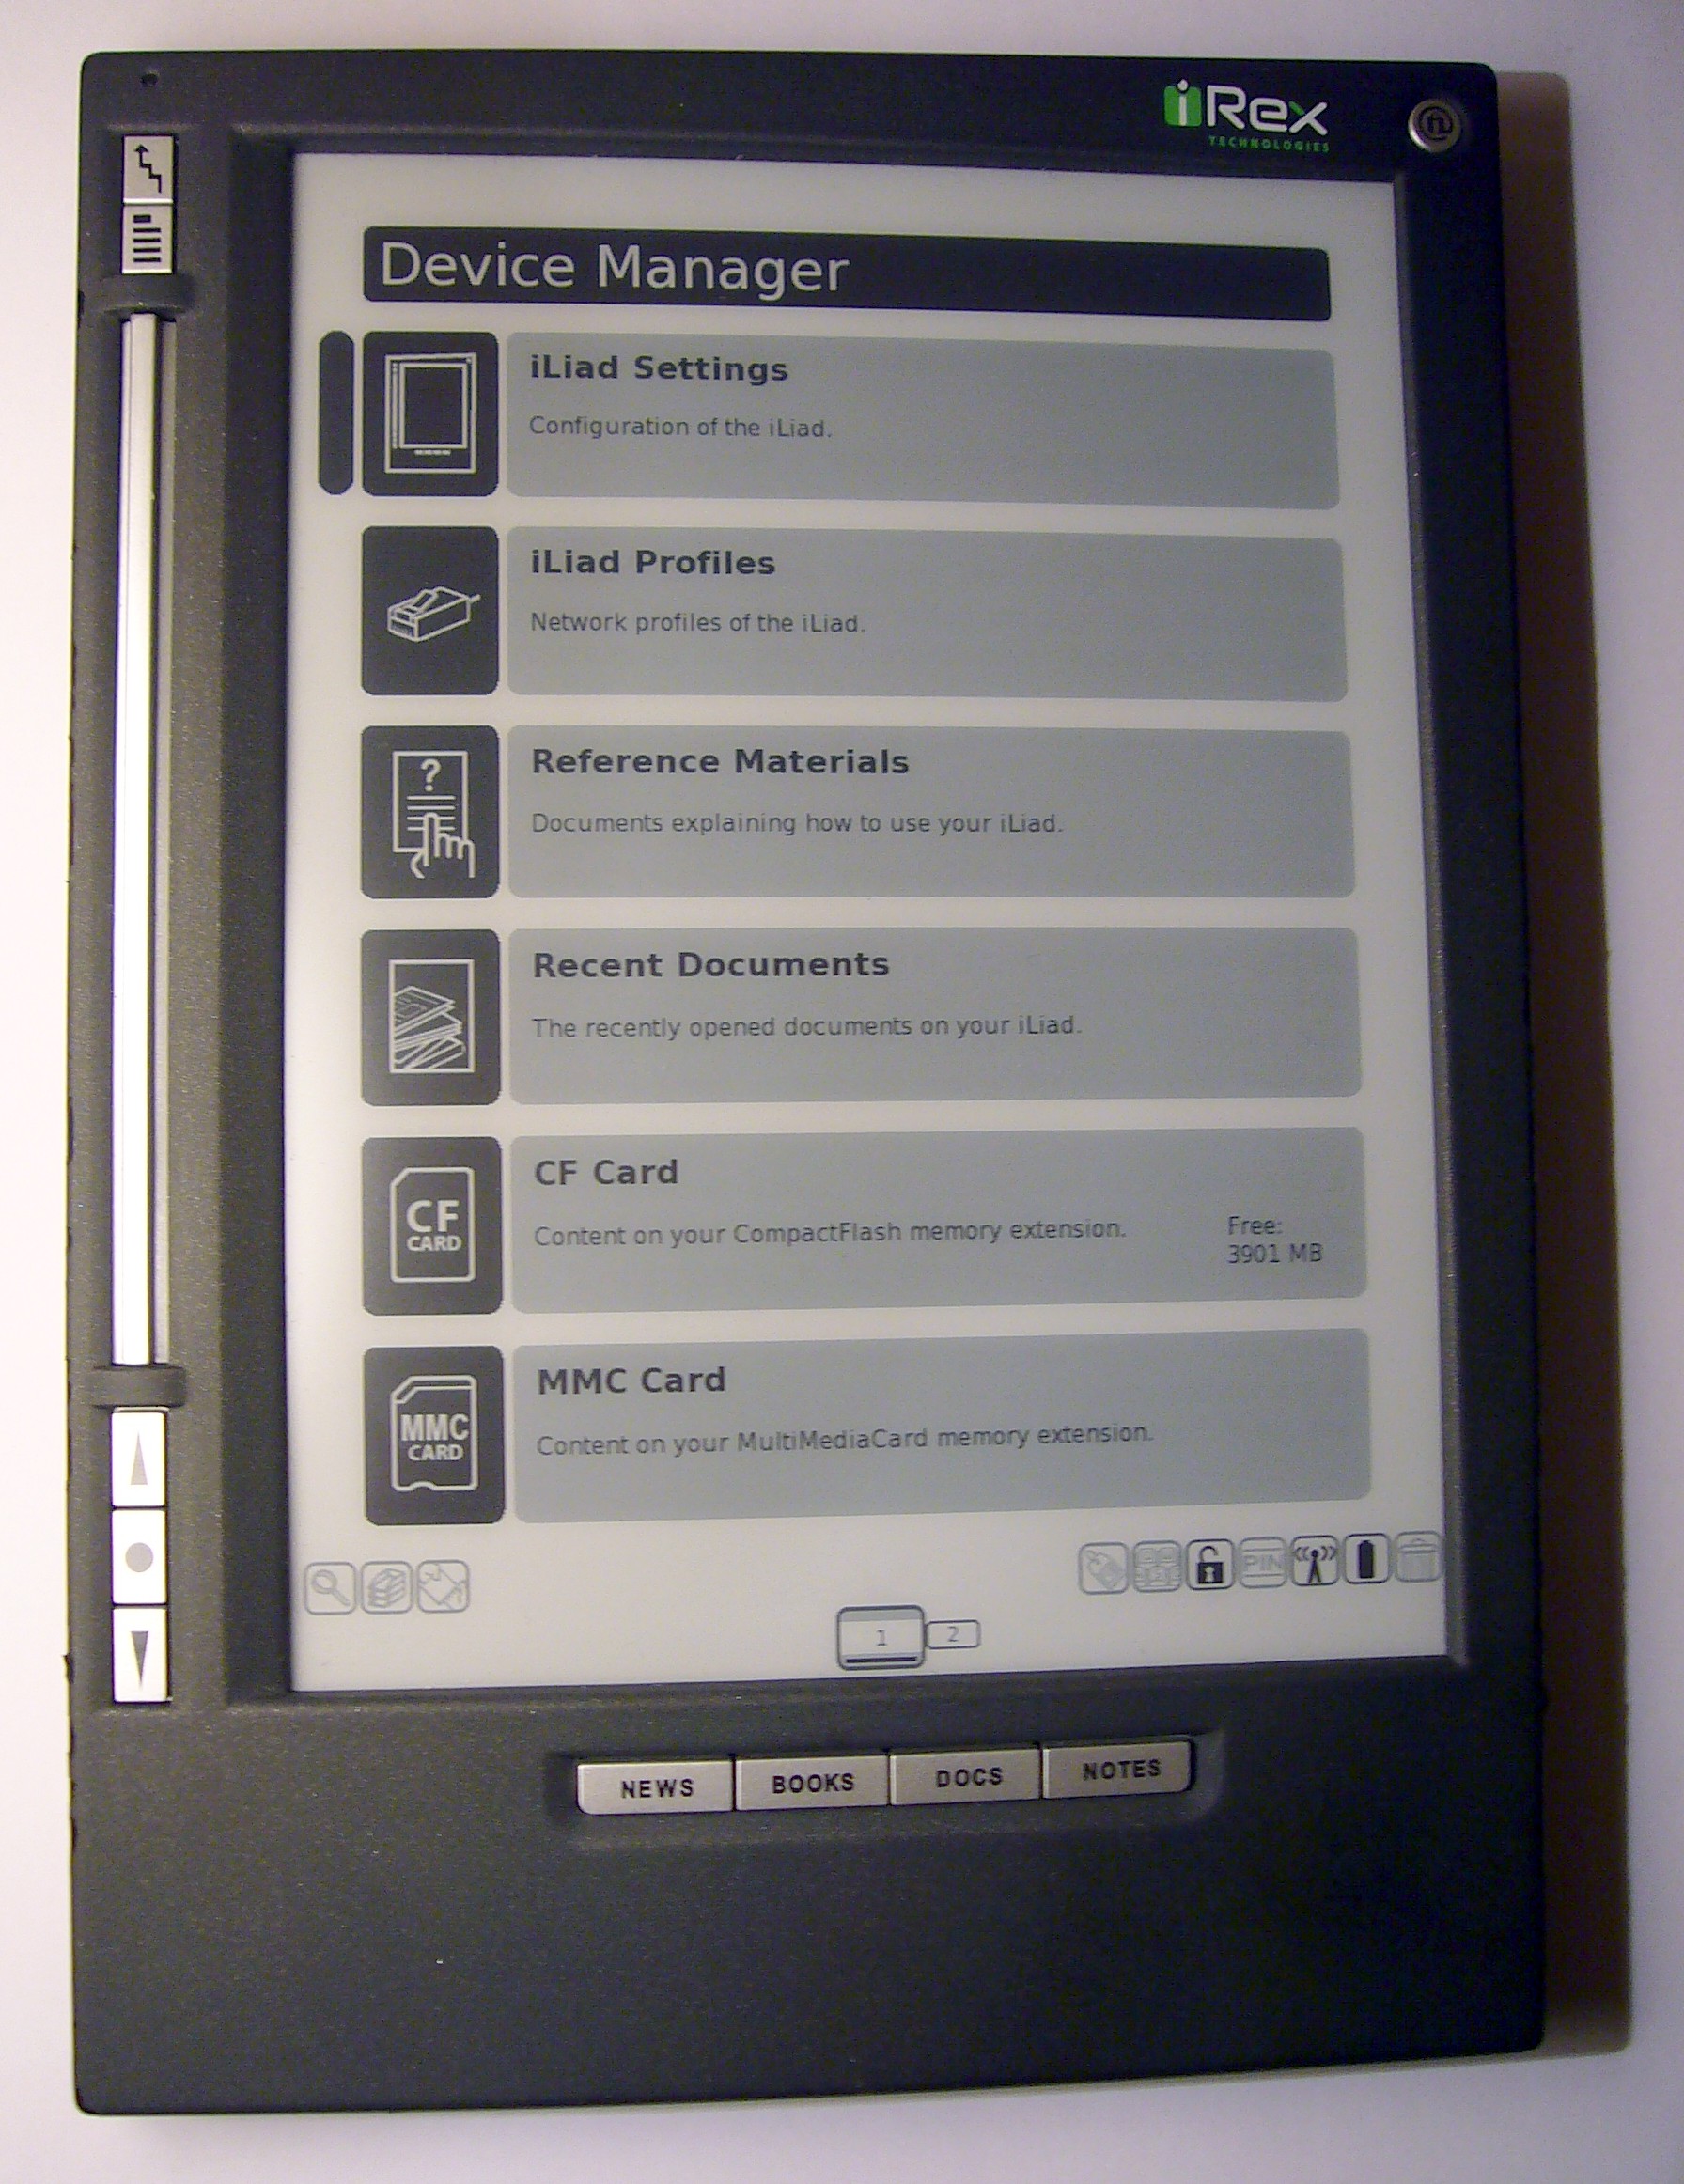 iRex
TECHNOLOGIES
Device Manager
iLiad Settings
Configuration of the iLiad.
iLiad Profiles
Network profiles of the iLiad.
?
Reference Materials
Documents explaining how to use your iLiad.
Recent Documents
The recently opened documents on your iLiad.
CF
CARD
CF Card
Content on your CompactFlash memory extension.
Free:
3901 MB
MMC
CARD
MMC Card
Content on your MultiMediaCard memory extension.
PIN
1
2
NEWS
BOOKS
DOCS
NOTES